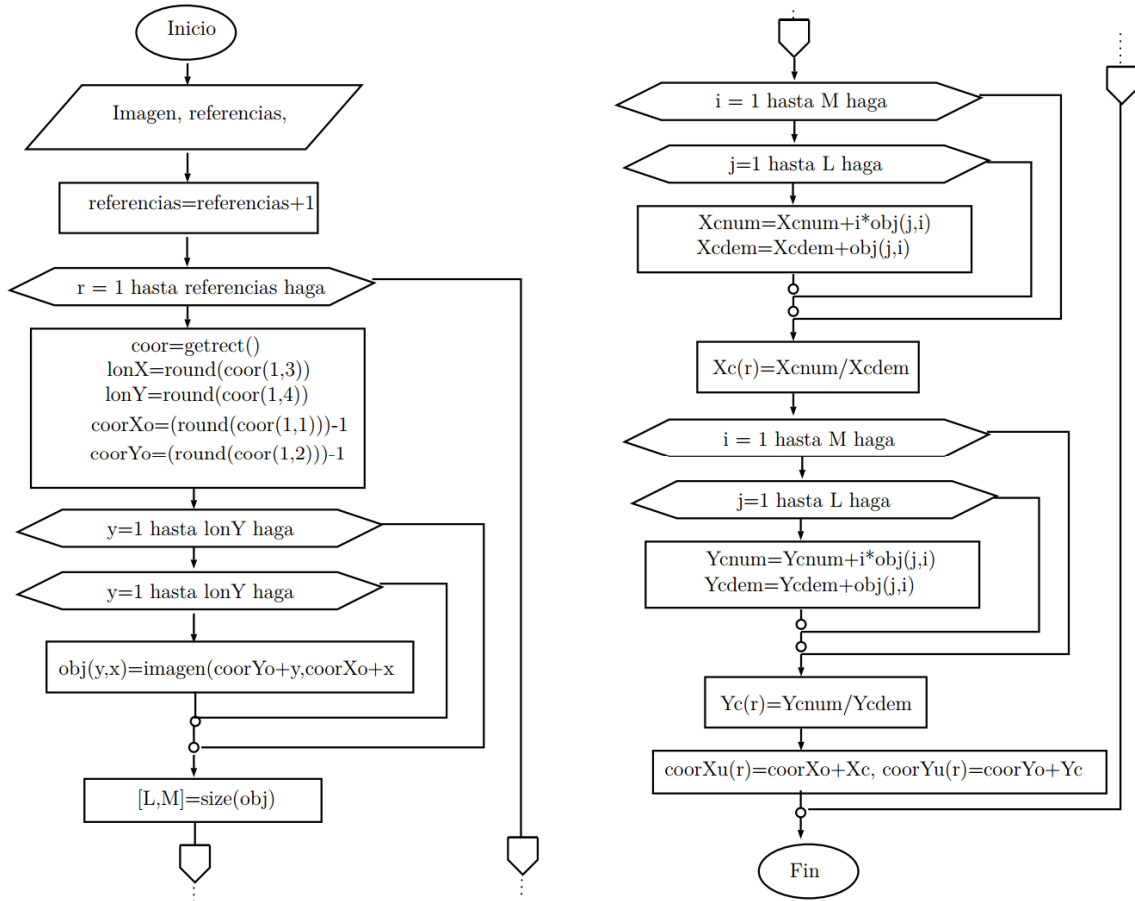 Inicio
Imagen, referencias,
referencias=referencias+1
r = 1 hasta referencias haga
coor=getrect()
lonX=round(coor(1,3))
lonY=round(coor(1,4))
coorXo=(round(coor(1,1)))-1
coorYo=(round(coor(1,2)))-1
y=1 hasta lonY haga
y=1 hasta lonY haga
obj(y,x)=imagen(coorYo+y,coorXo+x
[L,M]=size(obj)
i = 1 hasta M haga
j=1 hasta L haga
Xcnum=Xcnum+i*obj(j,i)
Xcdem=Xcdem+obj(j,i)
Xc(r)=Xcnum/Xcdem
i = 1 hasta M haga
j=1 hasta L haga
Ycnum=Ycnum+i*obj(j,i)
Ycdem=Ycdem+obj(j,i)
Yc(r)=Ycnum/Ycdem
coorXu(r)=coorXo+Xc, coorYu(r)=coorYo+Yc
Fin